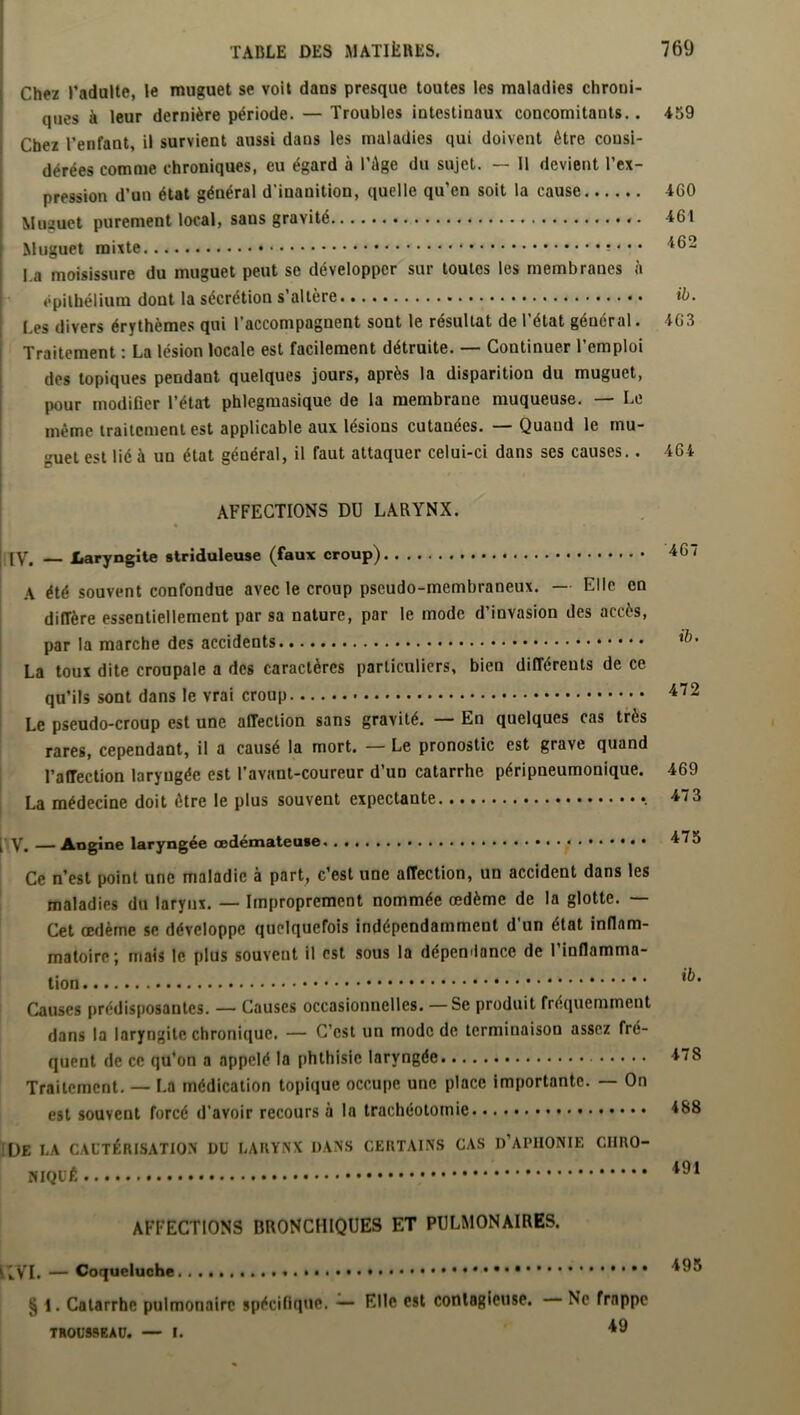 TABLE DES MATIÈRES. 769
Chez l'adulte, le muguet se voit dans presque toutes les maladies chroni-
ques à leur dernière période. — Troubles intestinaux concomitants.. 459
Chez l'enfant, il survient aussi dans les maladies qui doivent être consi-
dérées comme chroniques, eu égard à l'âge du sujet. — Il devient l'ex-
pression d'un état général d'inanition, quelle qu'en soit la cause...... 460
Muguet purement local, sans gravité.............................. 461
Muguet mixte.................................................. 462
La moisissure du muguet peut se développer sur toutes les membranes à
épithélium dont la sécrétion s'altère.............................. ib.
Les divers érythèmes qui l'accompagnent sont le résultat de l'état général. 463
Traitement : La lésion locale est facilement détruite. — Continuer l'emploi
des topiques pendant quelques jours, après la disparition du muguet,
pour modifier l'état phlegmasique de la membrane muqueuse. — Le
même traitement est applicable aux lésions cutanées. — Quand le mu-
guet est lié à un état général, il faut attaquer celui-ci dans ses causes.. 464
AFFECTIONS DU LARYNX.
IV. — Laryngite striduleuse (faux croup)........................ 467
A été souvent confondue avec le croup pseudo-membraneux. — Elle en
diffère essentiellement par sa nature, par le mode d'invasion des accès,
par la marche des accidents.................................... ib.
La toux dite croupale a des caractères particuliers, bien différents de ce
qu'ils sont dans le vrai croup.................................... 472
Le pseudo-croup est une affection sans gravité. — En quelques cas très
rares, cependant, il a causé la mort. — Le pronostic est grave quand
l'affection laryngée est l'avant-coureur d'un catarrhe péripneumonique. 469
La médecine doit être le plus souvent expectante.................... 473
V. — Angine laryngée œdémateuse.............................. 475
Ce n'est point une maladie à part, c'est une affection, un accident dans les
maladies du larynx. — Improprement nommée œdème de la glotte. —
Cet œdème se développe quelquefois indépendamment d'un état inflam-
matoire; mais le plus souvent il est sous la dépendance de l'inflamma-
tion.......................................................... ib.
Causes prédisposantes. — Causes occasionnelles. — Se produit fréquemment
dans la laryngite chronique. — C'est un mode de terminaison assez fré-
quent de ce qu'on a appelé la phthisie laryngée...................... 478
Traitement. — La médication topique occupe une place importante. — On
est souvent forcé d'avoir recours à la trachéotomie.................. 488
DE LA CAUTÉRISATION DU LARYNX DANS CERTAINS CAS D'APHONIE CHRO-
NIQUÊ........................................................ 491
AFFECTIONS BRONCHIQUES ET PULMONAIRES.
VI. — Coqueluche.............................................. 495
§ 1. Catarrhe pulmonaire spécifique. — Elle est contagieuse. — Ne frappe
TROUSSEAU. — I. 49